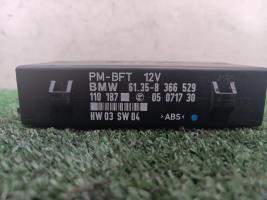 PM-BFT 12V
BMW 61.35-8 366 529
110 187 05 0717 30
HW 03 SW 04 >ABS<